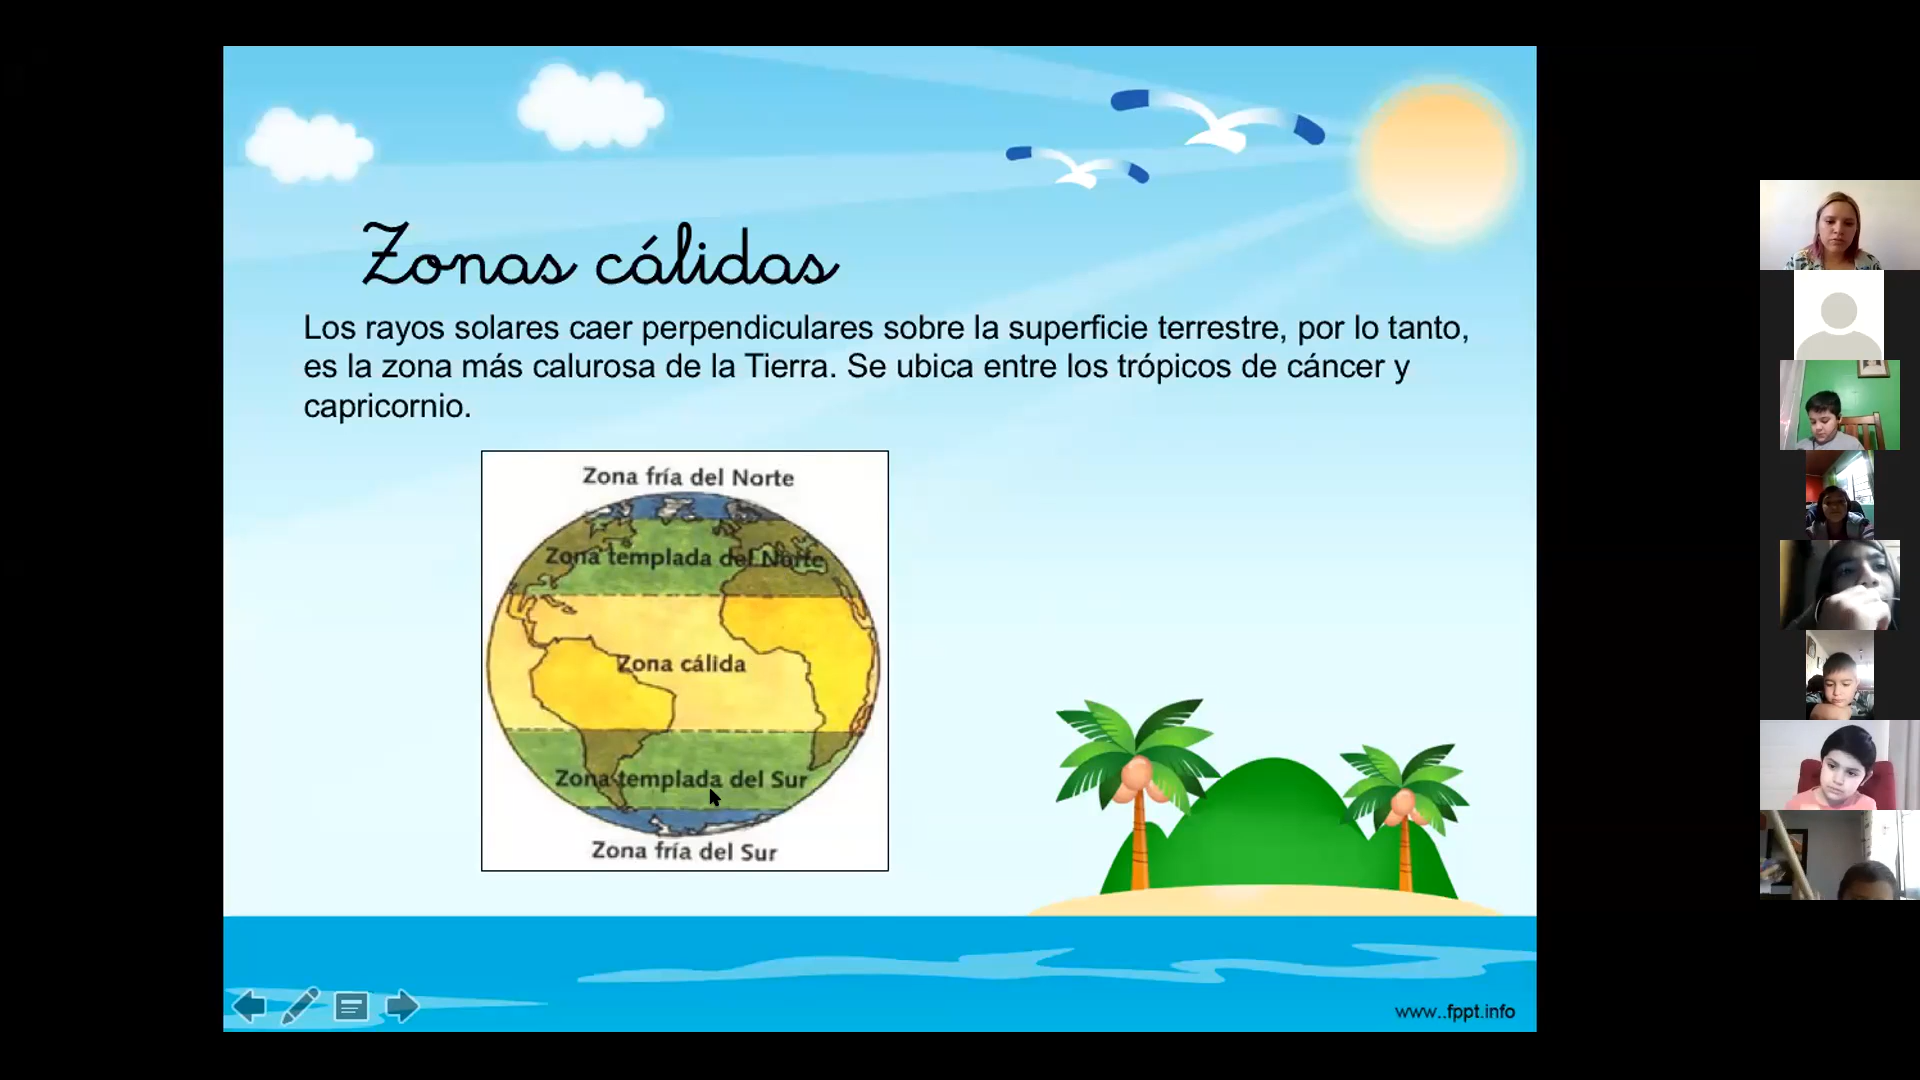 Zonas cálidas
Los rayos solares caer perpendiculares sobre la superficie terrestre, por lo tanto,
es la zona más calurosa de la Tierra. Se ubica entre los trópicos de cáncer y
capricornio.
Zona fría del Norte
Zona templada del Norte
Zona cálida
Zona templada del Sur
Zona fría del Sur
www..fppt.info